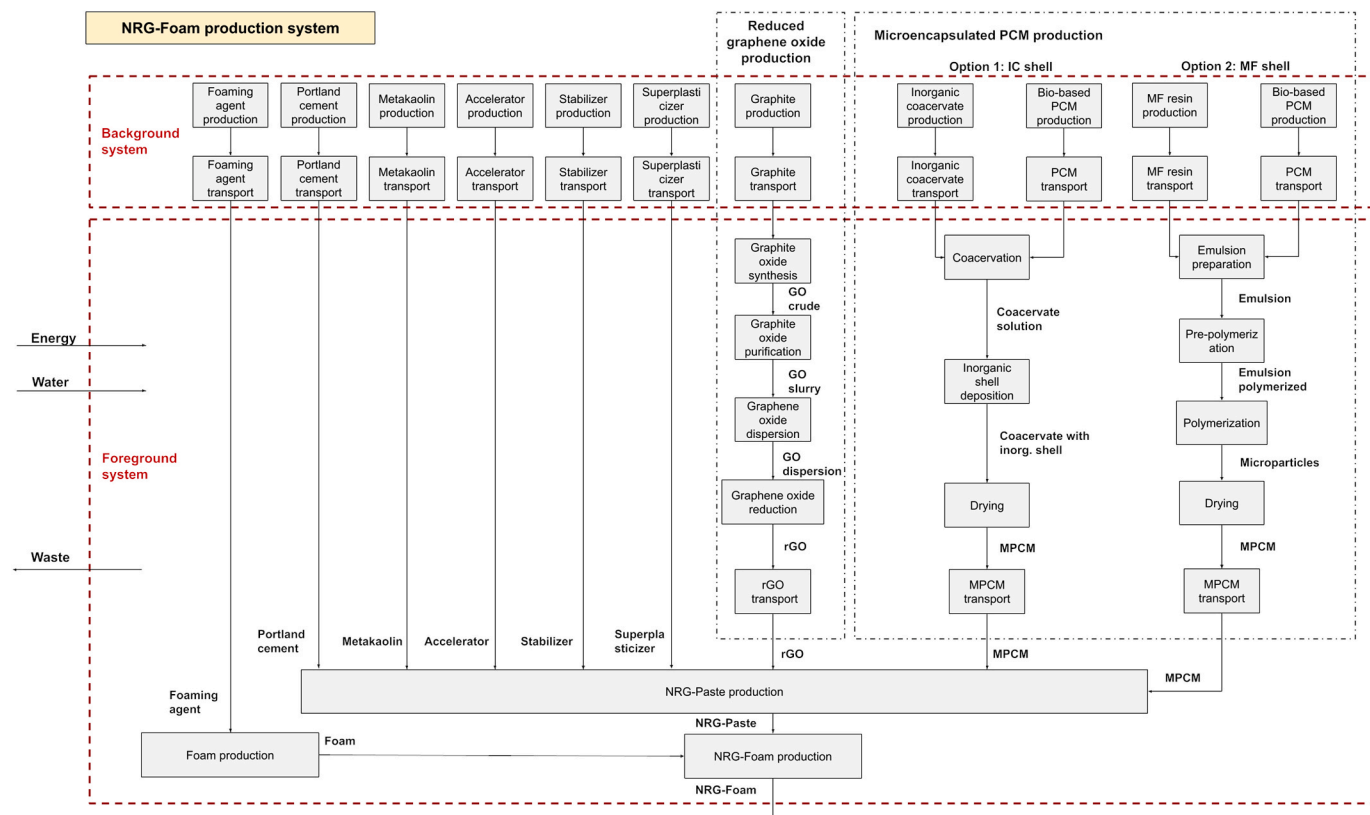 NRG-Foam production system
Reduced
graphene oxide
production
Microencapsulated PCM production
Option 1: IC shell
Option 2: MF shell
Background
system
Foaming
agent
production
Portland
cement
production
Metakaolin
production
Accelerator
production
Stabilizer
production
Superplasti
cizer
production
Graphite
production
Inorganic
coacervate
production
Bio-based
PCM
production
MF resin
production
Bio-based
PCM
production
Foaming
agent
transport
Portland
cement
transport
Metakaolin
transport
Accelerator
transport
Stabilizer
transport
Superplasti
cizer
transport
Graphite
transport
Inorganic
coacervate
transport
PCM
transport
MF resin
transport
PCM
transport
Foreground
system
Energy
Water
Waste
Graphite
oxide
synthesis
GO
crude
Graphite
oxide
purification
GO
slurry
Graphene
oxide
dispersion
GO
dispersion
Graphene oxide
reduction
rGO
rGO
transport
rGO
Coacervation
Coacervate
solution
Inorganic
shell
deposition
Coacervate with
inorg. shell
Drying
MPCM
MPCM
transport
MPCM
Emulsion
preparation
Emulsion
Pre-polymeriz
ation
Emulsion
polymerized
Polymerization
Microparticles
Drying
MPCM
MPCM
transport
MPCM
Foaming
agent
Portland
cement
Metakaolin
Accelerator
Stabilizer
Superpla
sticizer
NRG-Paste production
NRG-Paste
Foam production
Foam
NRG-Foam production
NRG-Foam